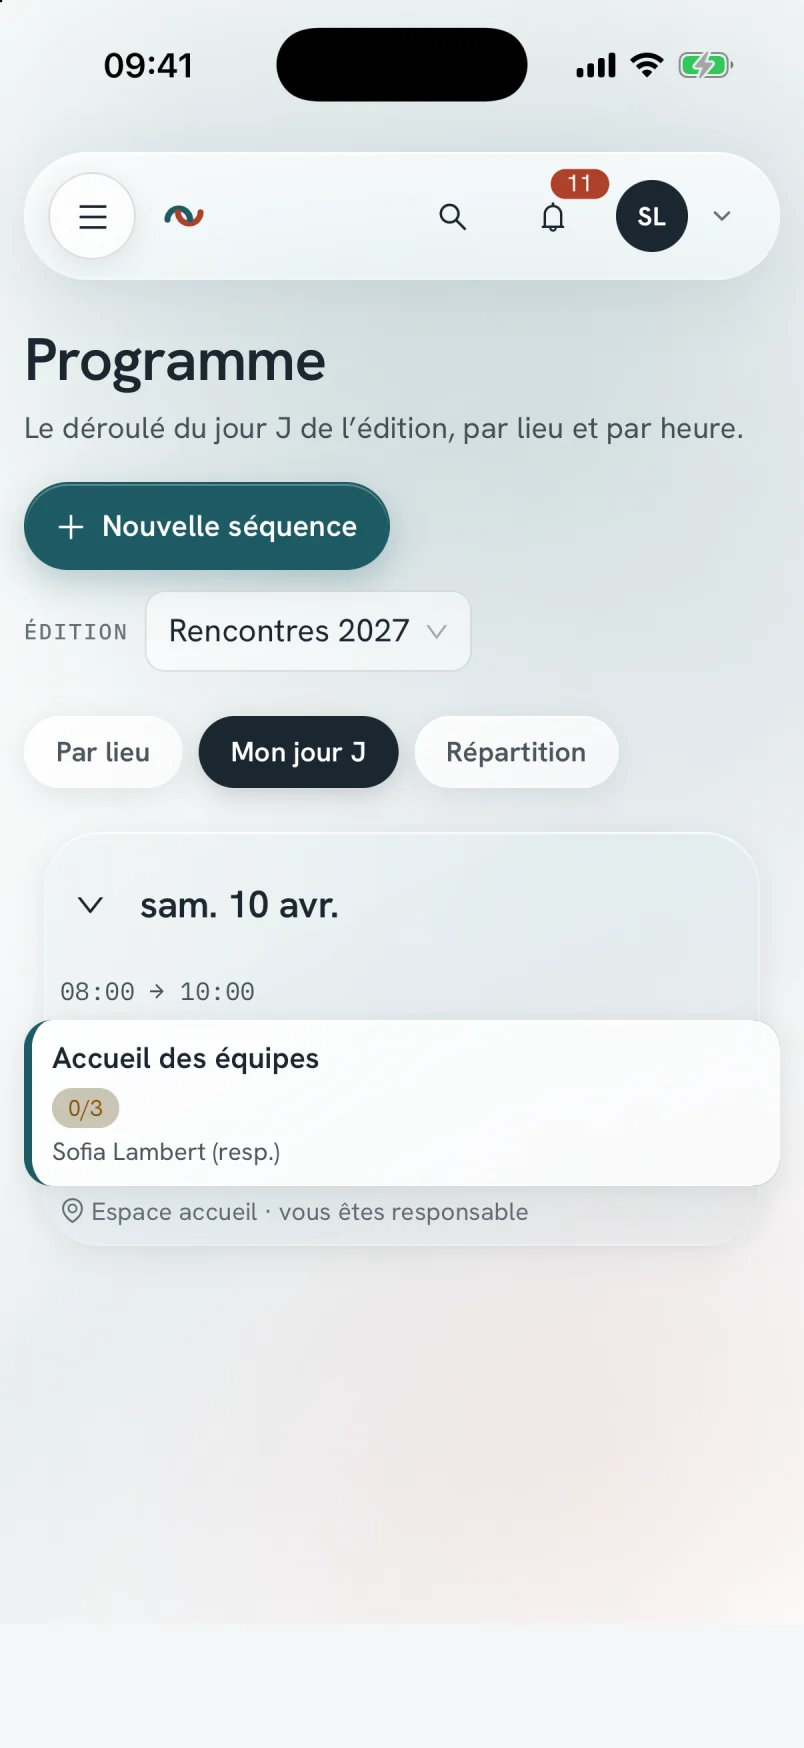 09:41
11
SL
Programme
Le déroulé du jour J de l’édition, par lieu et par heure.
+ Nouvelle séquence
ÉDITION Rencontres 2027
Par lieu Mon jour J Répartition
sam. 10 avr.
08:00 → 10:00
Accueil des équipes
0/3
Sofia Lambert (resp.)
Espace accueil · vous êtes responsable